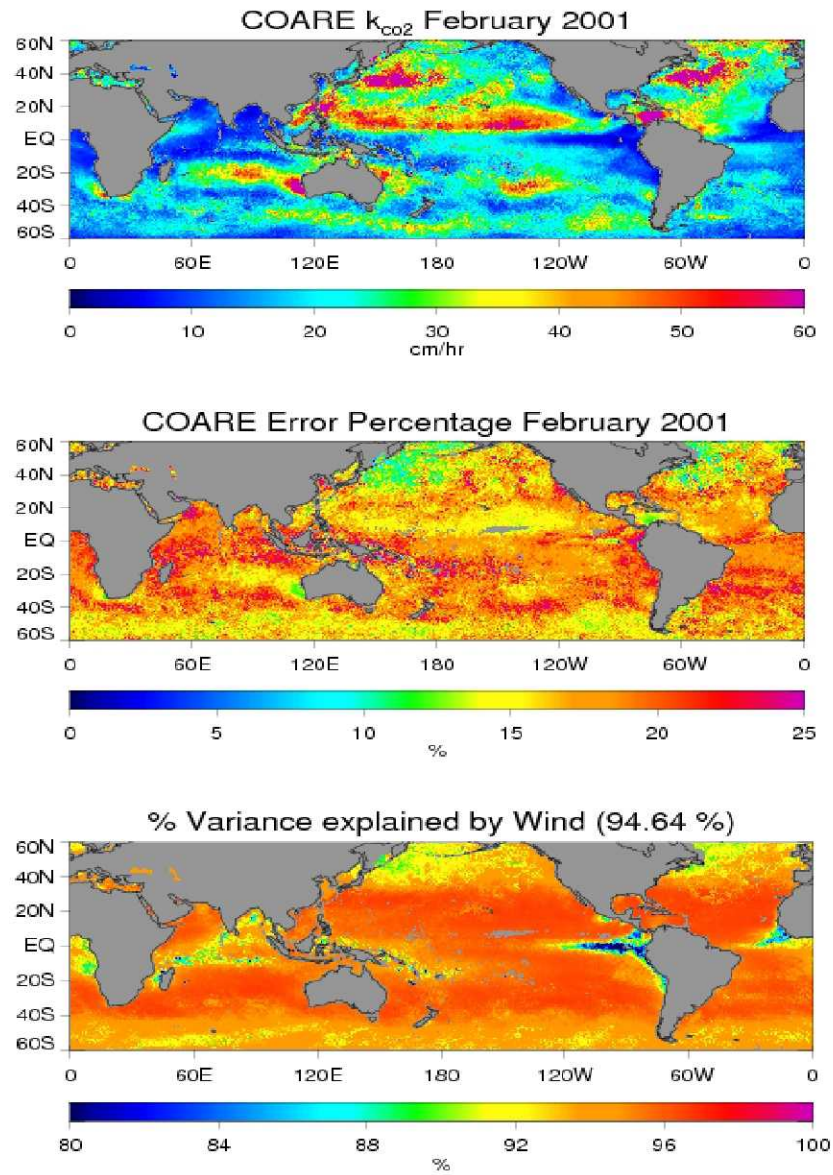 COARE kco2 February 2001
60N
40N
20N
EQ
20S
40S
60S
0 60E 120E 180 120W 60W 0
0 10 20 30 40 50 60
cm/hr
COARE Error Percentage February 2001
60N
40N
20N
EQ
20S
40S
60S
0 60E 120E 180 120W 60W 0
0 5 10 15 20 25
%
% Variance explained by Wind (94.64 %)
60N
40N
20N
EQ
20S
40S
60S
0 60E 120E 180 120W 60W 0
80 84 88 92 96 100
%